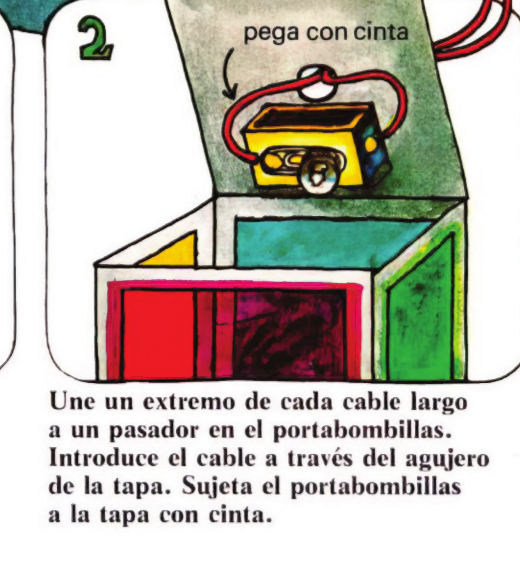 2
pega con cinta
Une un extremo de cada cable largo
a un pasador en el portabombillas.
Introduce el cable a través del agujero
de la tapa. Sujeta el portabombillas
a la tapa con cinta.